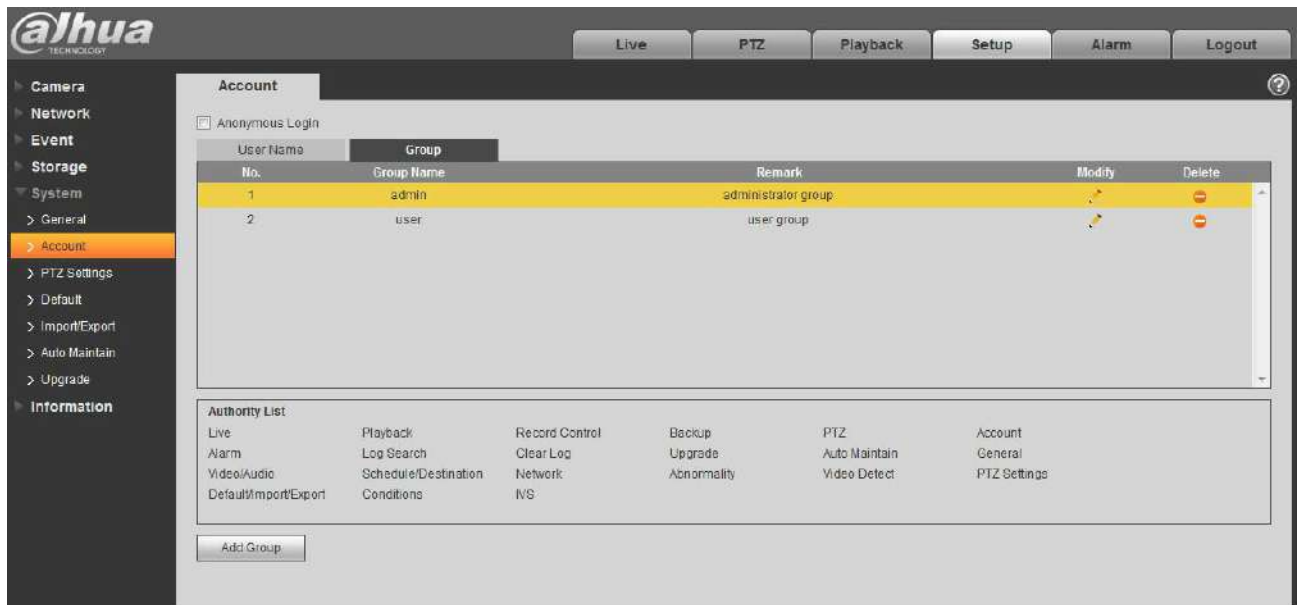 alhua
TECHNOLOGY
Live PTZ Playback Setup Alarm Logout
Camera
Network
Event
Storage
System
General
Account
PTZ Settings
Default
Import/Export
Auto Maintain
Upgrade
Information
Account
?
Anonymous Login
User Name Group
No. Group Name Remark Modify Delete
1 admin administrator group
2 user user group
Authority List
Live Playback Record Control Backup PTZ Account
Alarm Log Search Clear Log Upgrade Auto Maintain General
Video/Audio Schedule/Destination Network Abnormality Video Detect PTZ Settings
Default/Import/Export Conditions IVS
Add Group